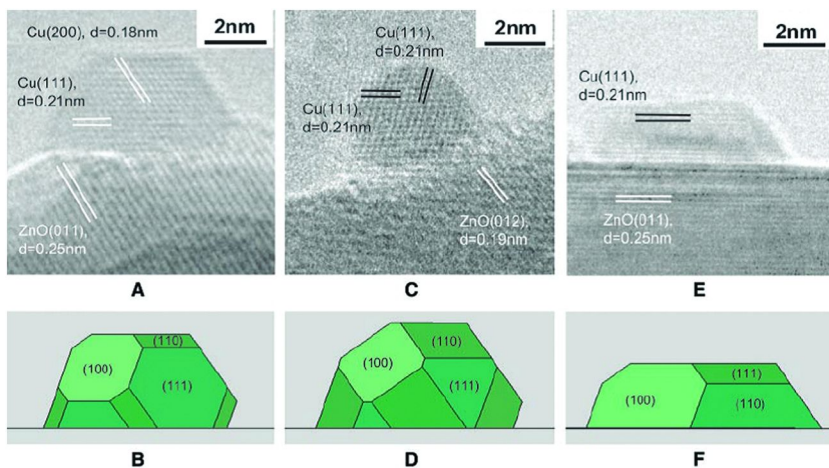 Cu(200), d=0.18nm
2nm
Cu(111),
d=0.21nm
ZnO(011),
d=0.25nm
Cu(111),
d=0.21nm
2nm
Cu(111),
d=0.21nm
ZnO(012),
d=0.19nm
2nm
Cu(111),
d=0.21nm
ZnO(011),
d=0.25nm
A
C
E
(100)
(110)
(111)
(100)
(110)
(111)
(100)
(111)
(110)
B
D
F